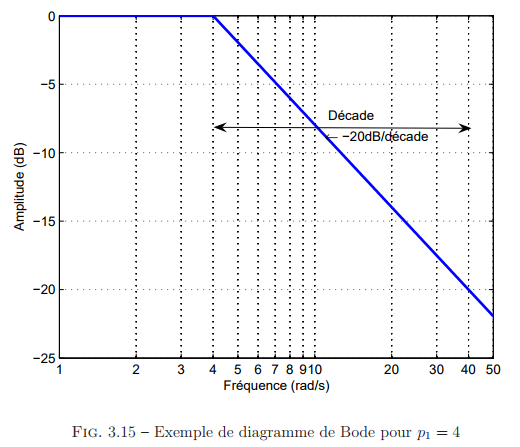 0
−5
−10
−15
−20
−25
Amplitude (dB)
Décade
← −20dB/décade
1 2 3 4 5 6 7 8 9 10 20 30 40 50
Fréquence (rad/s)
FIG. 3.15 – Exemple de diagramme de Bode pour p₁ = 4